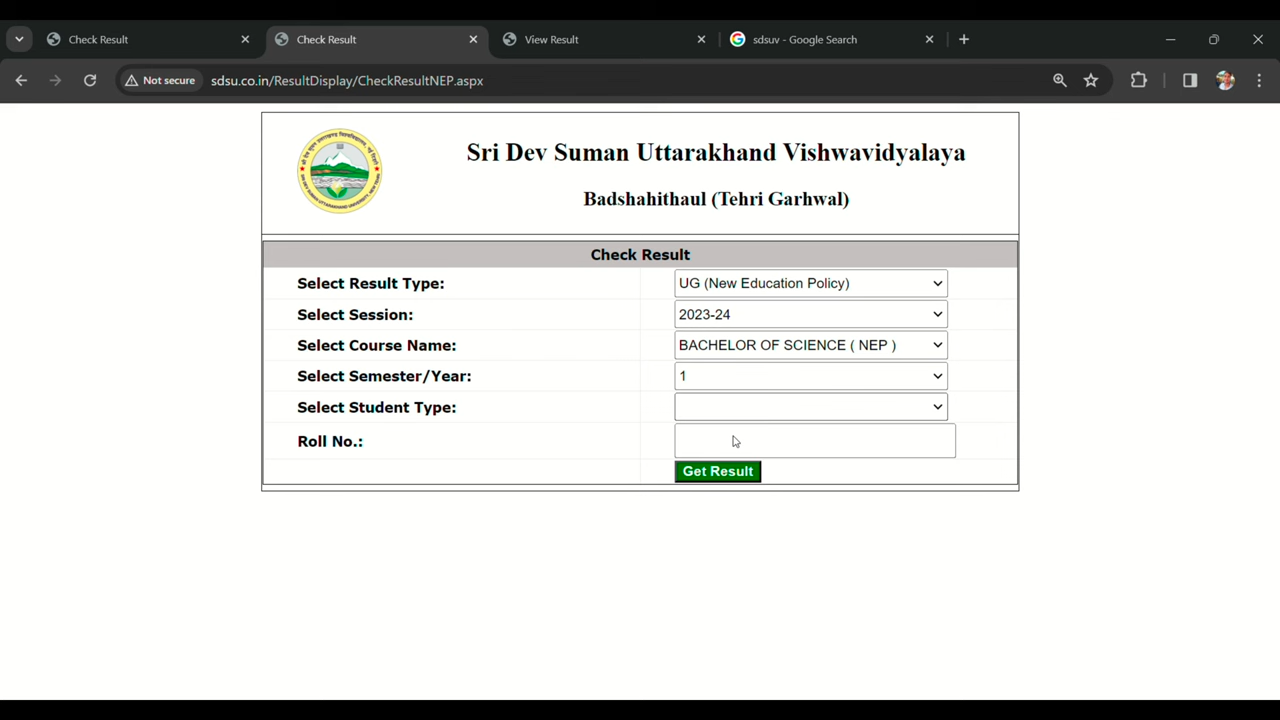 Check Result
Check Result
View Result
sdsuv - Google Search
Not secure
sdsu.co.in/ResultDisplay/CheckResultNEP.aspx
Sri Dev Suman Uttarakhand Vishwavidyalaya
Badshahithaul (Tehri Garhwal)
Check Result
Select Result Type: UG (New Education Policy)
Select Session: 2023-24
Select Course Name: BACHELOR OF SCIENCE ( NEP )
Select Semester/Year: 1
Select Student Type:
Roll No.:
Get Result